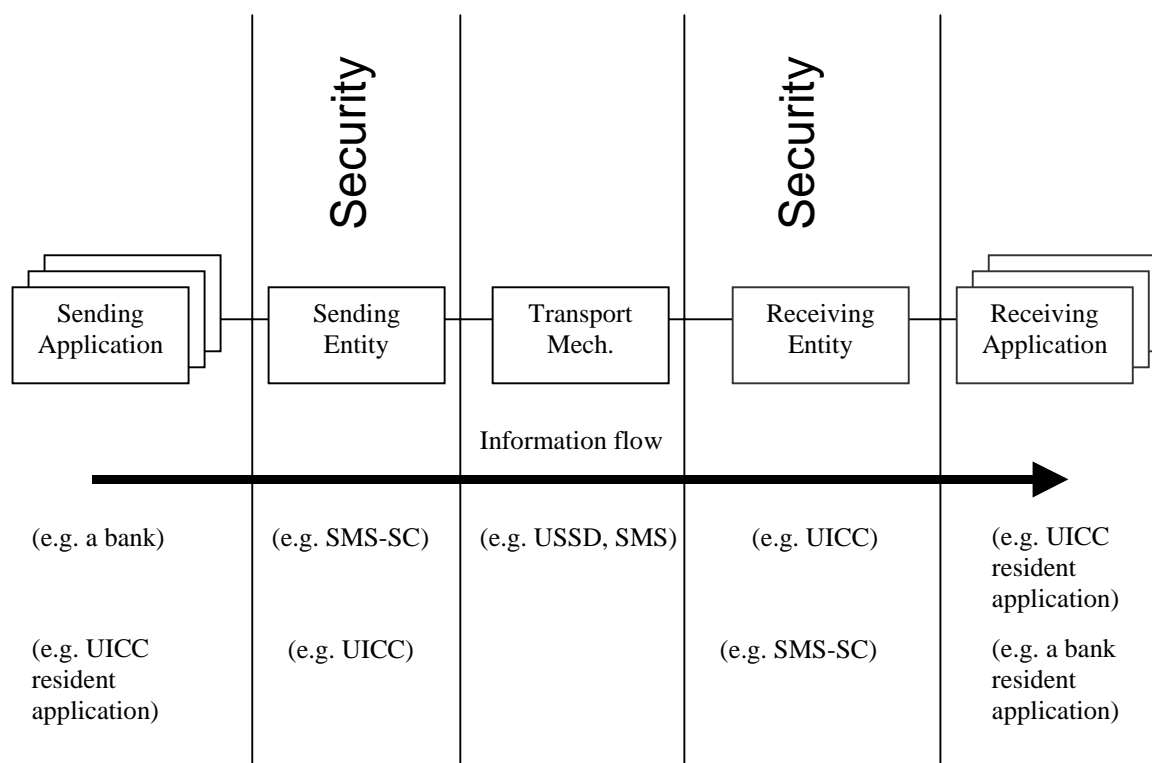 Security
Security
Sending
Application
Sending
Entity
Transport
Mech.
Receiving
Entity
Receiving
Application
Information flow
(e.g. a bank)
(e.g. SMS-SC)
(e.g. USSD, SMS)
(e.g. UICC)
(e.g. UICC
resident
application)
(e.g. UICC
resident
application)
(e.g. UICC)
(e.g. SMS-SC)
(e.g. a bank
resident
application)